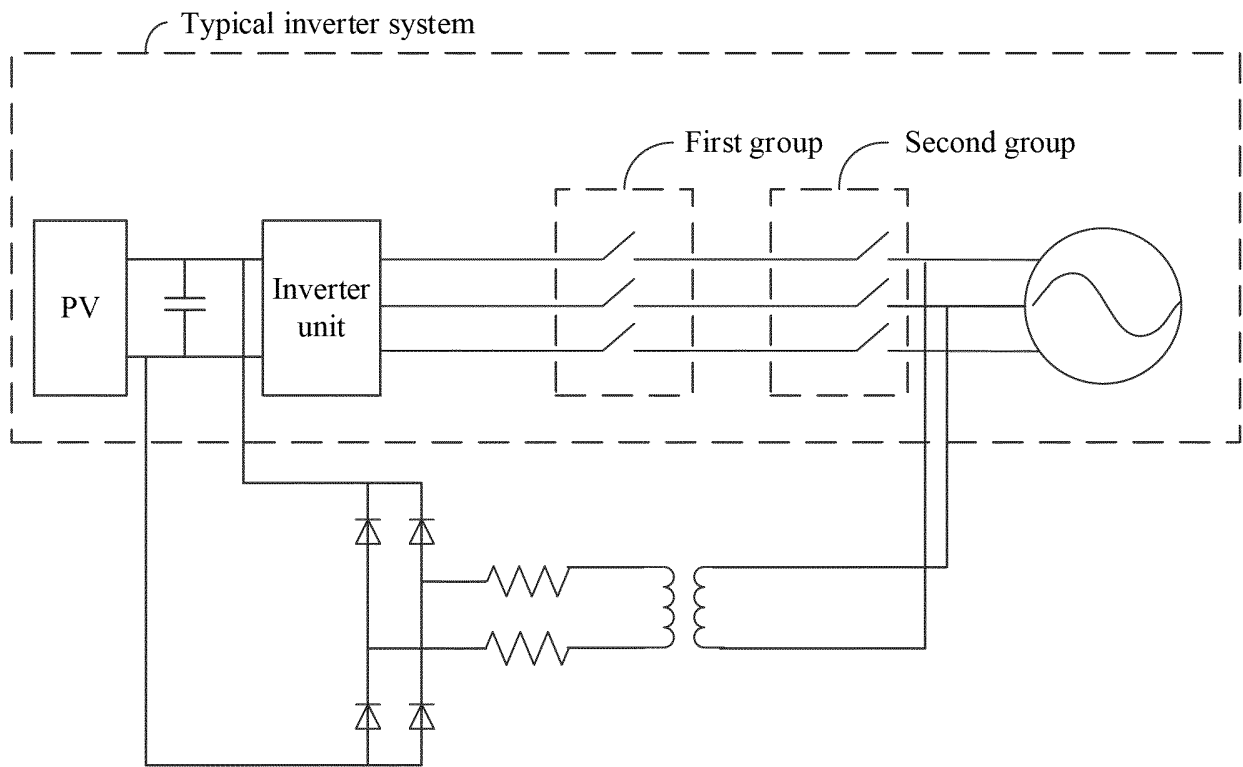 Typical inverter system
First group
Second group
PV
Inverter
unit